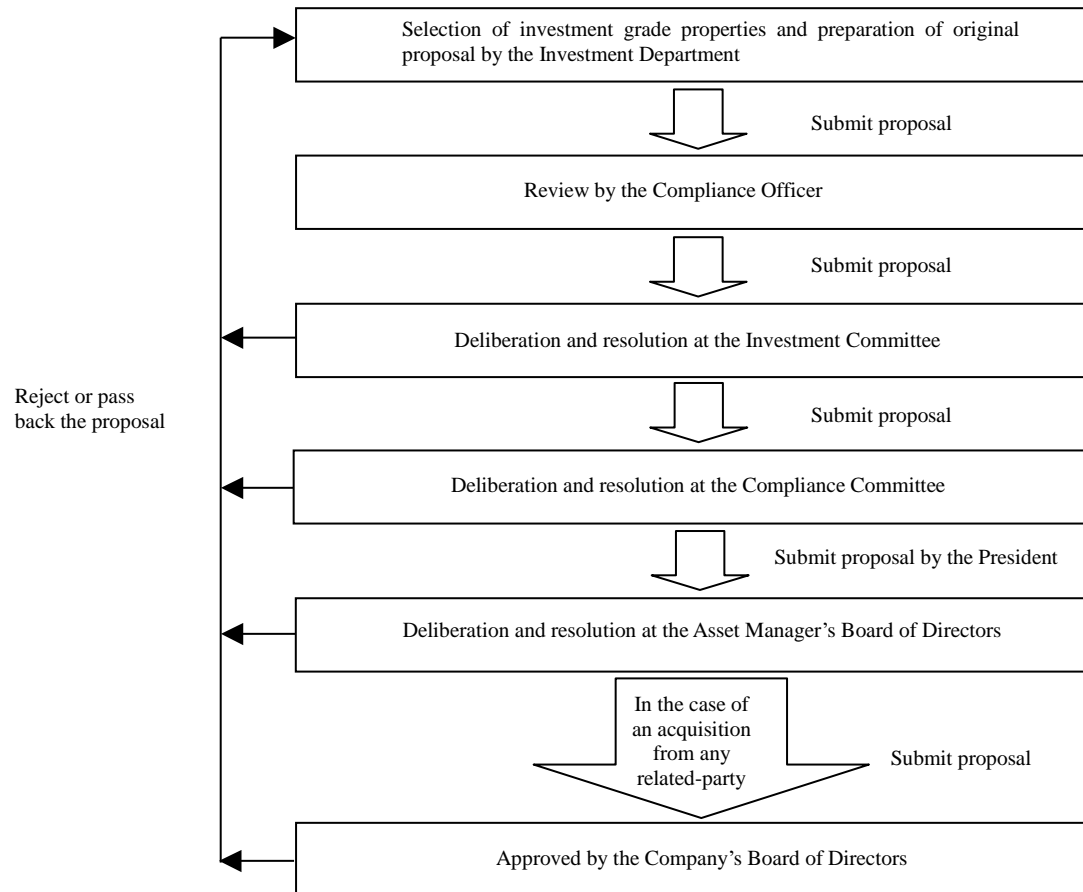 Selection of investment grade properties and preparation of original
proposal by the Investment Department
Submit proposal
Review by the Compliance Officer
Submit proposal
Deliberation and resolution at the Investment Committee
Reject or pass
back the proposal
Submit proposal
Deliberation and resolution at the Compliance Committee
Submit proposal by the President
Deliberation and resolution at the Asset Manager’s Board of Directors
In the case of
an acquisition
from any
related-party
Submit proposal
Approved by the Company’s Board of Directors